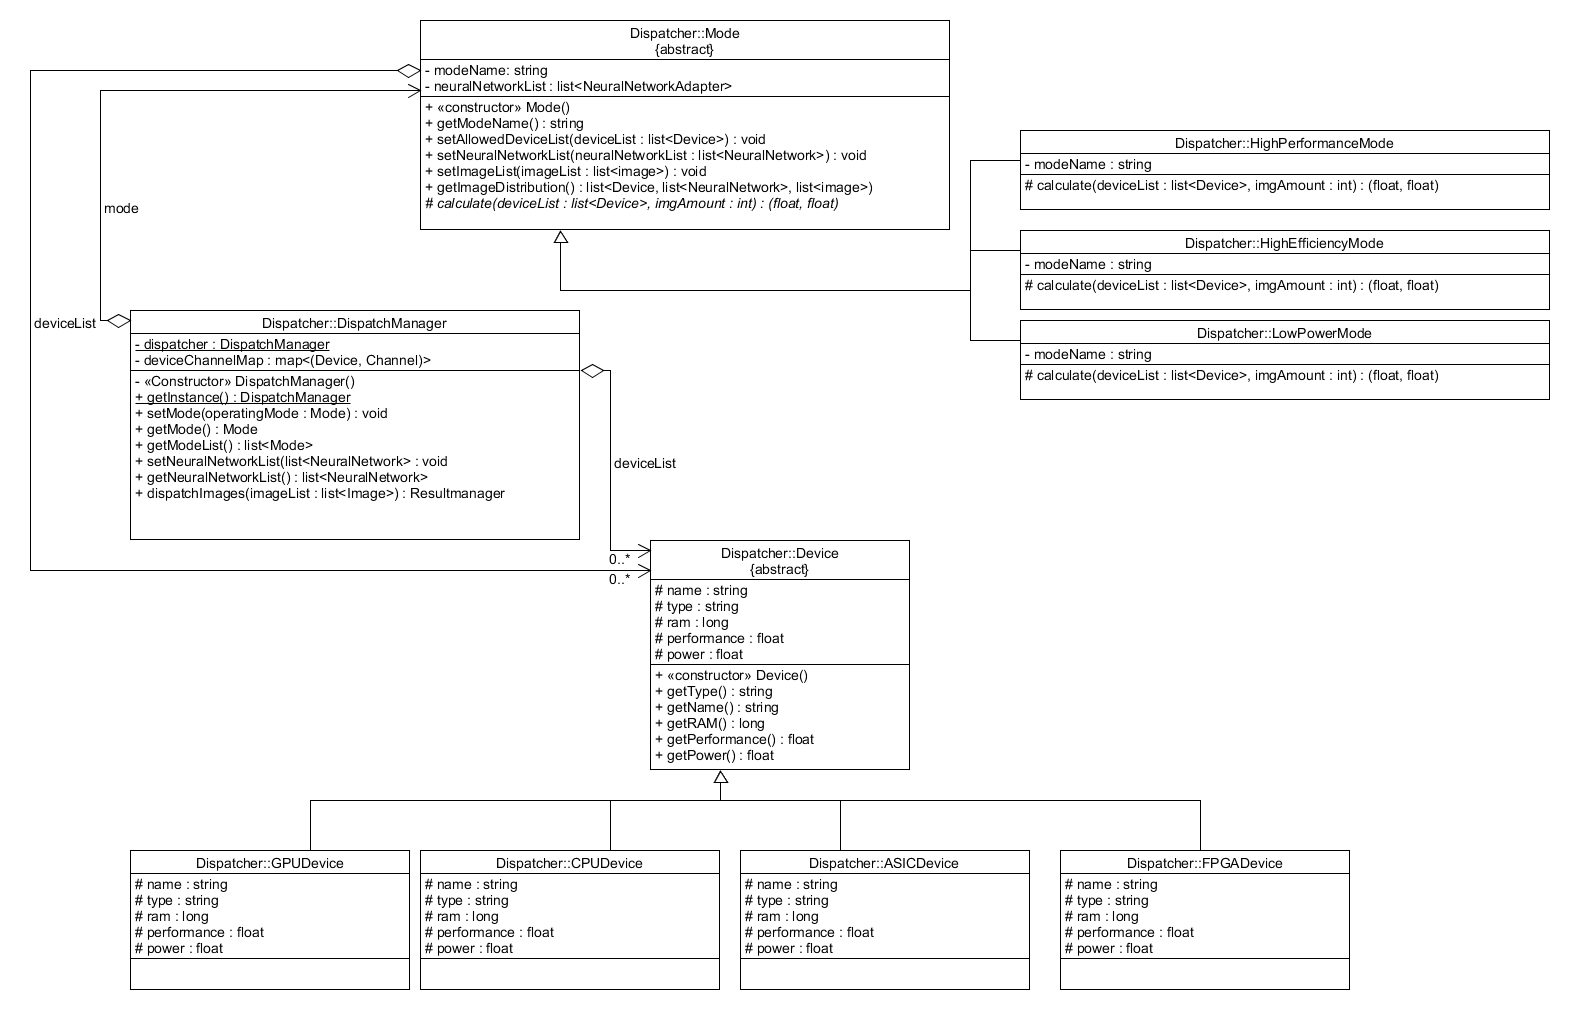 Dispatcher::Mode
{abstract}
- modeName: string
- neuralNetworkList : list<NeuralNetworkAdapter>
+ «constructor» Mode()
+ getModeName() : string
+ setAllowedDeviceList(deviceList : list<Device>) : void
+ setNeuralNetworkList(neuralNetworkList : list<NeuralNetwork>) : void
+ setImageList(imageList : list<image>) : void
+ getImageDistribution() : list<Device, list<NeuralNetwork>, list<image>)
# calculate(deviceList : list<Device>, imgAmount : int) : (float, float)
Dispatcher::HighPerformanceMode
- modeName : string
# calculate(deviceList : list<Device>, imgAmount : int) : (float, float)
Dispatcher::HighEfficiencyMode
- modeName : string
# calculate(deviceList : list<Device>, imgAmount : int) : (float, float)
Dispatcher::LowPowerMode
- modeName : string
# calculate(deviceList : list<Device>, imgAmount : int) : (float, float)
mode
deviceList
Dispatcher::DispatchManager
- dispatcher : DispatchManager
- deviceChannelMap : map<(Device, Channel)>
- «Constructor» DispatchManager()
+ getInstance() : DispatchManager
+ setMode(operatingMode : Mode) : void
+ getMode() : Mode
+ getModeList() : list<Mode>
+ setNeuralNetworkList(list<NeuralNetwork> : void
+ getNeuralNetworkList() : list<NeuralNetwork>
+ dispatchImages(imageList : list<Image>) : Resultmanager
deviceList
0..*
0..*
Dispatcher::Device
{abstract}
# name : string
# type : string
# ram : long
# performance : float
# power : float
+ «constructor» Device()
+ getType() : string
+ getName() : string
+ getRAM() : long
+ getPerformance() : float
+ getPower() : float
Dispatcher::GPUDevice
# name : string
# type : string
# ram : long
# performance : float
# power : float
Dispatcher::CPUDevice
# name : string
# type : string
# ram : long
# performance : float
# power : float
Dispatcher::ASICDevice
# name : string
# type : string
# ram : long
# performance : float
# power : float
Dispatcher::FPGADevice
# name : string
# type : string
# ram : long
# performance : float
# power : float